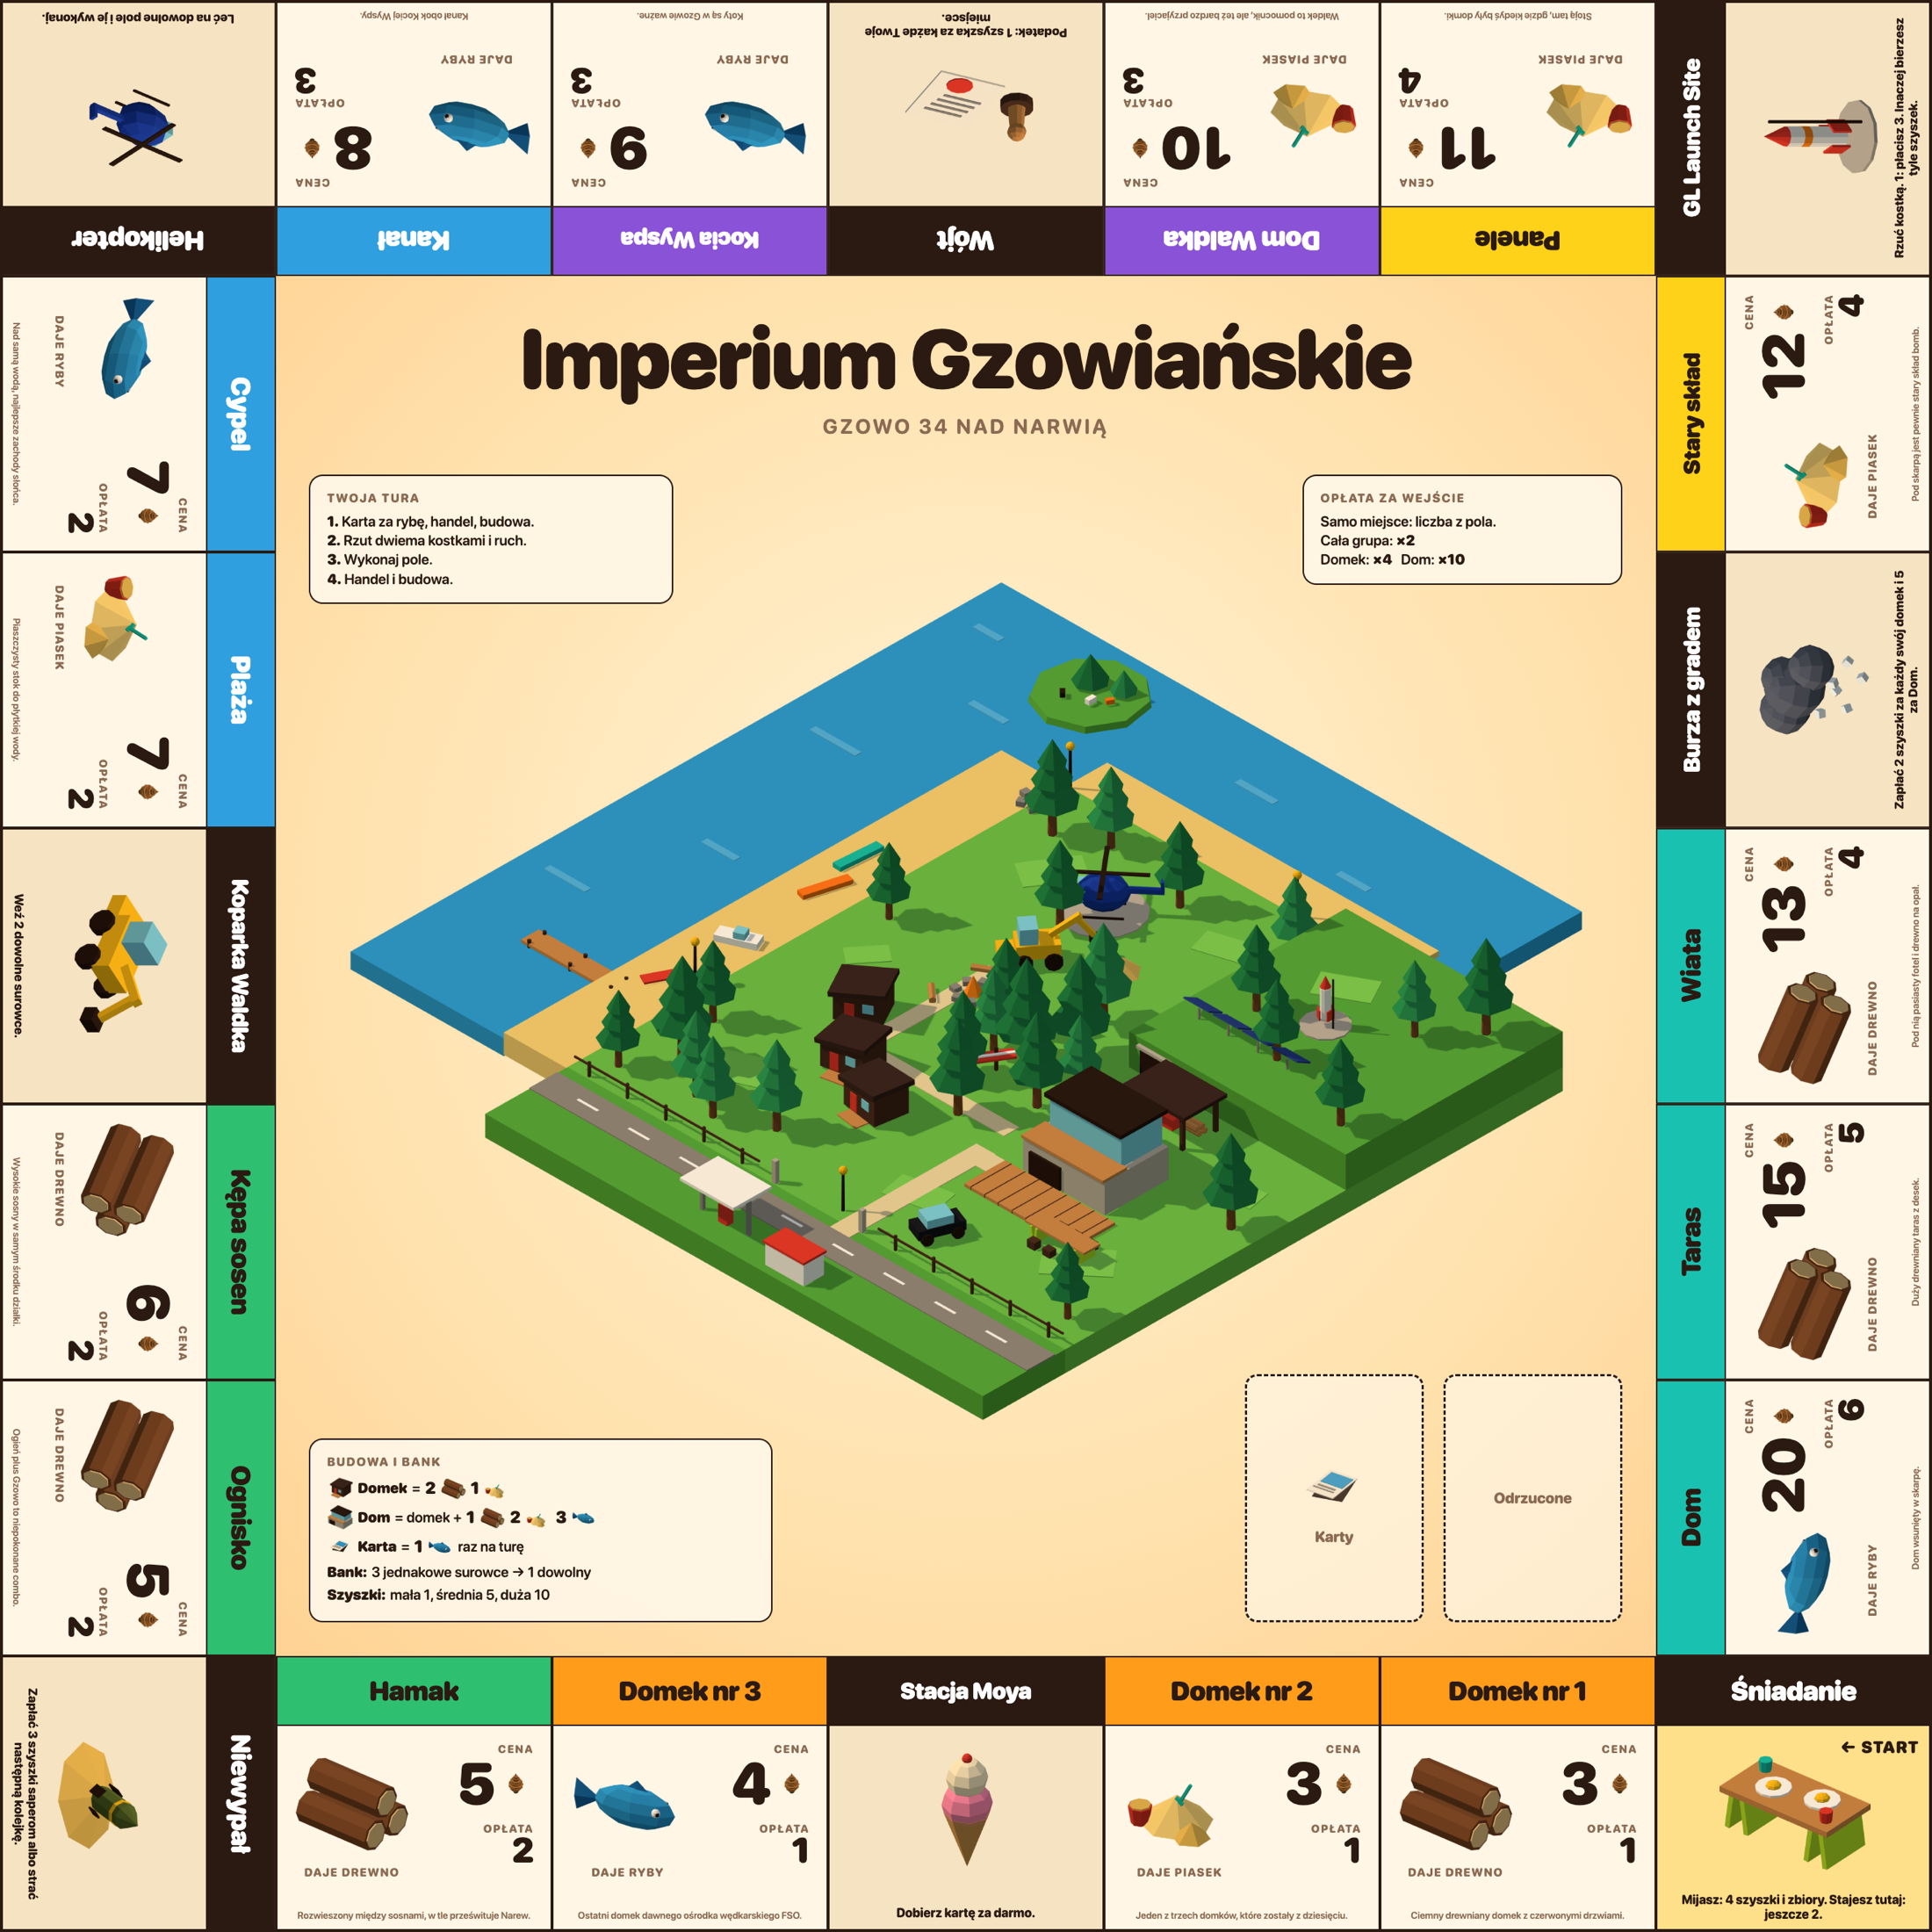 Leć na dowolne pole i je wykonaj.
Helikopter
Kanał obok Kociej Wyspy.
DAJE RYBY
CENA
8
OPŁATA
3
Kanał
Koty są w Gzowie ważne.
DAJE RYBY
CENA
9
OPŁATA
3
Kocia Wyspa
Podatek: 1 szyszka za każde Twoje
miejsce.
Wójt
Waldek to pomocnik, ale też bardzo przyjaciel.
DAJE PIASEK
CENA
10
OPŁATA
3
Dom Waldka
Stoją tam, gdzie kiedyś były domki.
DAJE PIASEK
CENA
11
OPŁATA
4
Panele
GL Launch Site
Rzuć kostką. 1: płacisz 3. Inaczej bierzesz
tyle szyszek.
Cypel
CENA
7
OPŁATA
2
DAJE RYBY
Nad samą wodą, najlepsze zachody słońca.
Plaża
CENA
7
OPŁATA
2
DAJE PIASEK
Piaszczysty stok do płytkiej wody.
Koparka Waldka
Weź 2 dowolne surowce.
Kępa sosen
CENA
6
OPŁATA
2
DAJE DREWNO
Wysokie sosny w samym środku działki.
Ognisko
CENA
5
OPŁATA
2
DAJE DREWNO
Ogień plus Gzowo to niepokonane combo.
Niewypał
Zapłać 3 szyszki saperom albo strać
następną kolejkę.
Imperium Gzowiańskie
GZOWO 34 NAD NARWIĄ
TWOJA TURA
1. Karta za rybę, handel, budowa.
2. Rzut dwiema kostkami i ruch.
3. Wykonaj pole.
4. Handel i budowa.
OPŁATA ZA WEJŚCIE
Samo miejsce: liczba z pola.
Cała grupa: ×2
Domek: ×4 Dom: ×10
BUDOWA I BANK
Domek = 2 1
Dom = domek + 1 2 3
Karta = 1 raz na turę
Bank: 3 jednakowe surowce → 1 dowolny
Szyszki: mała 1, średnia 5, duża 10
Karty
Odrzucone
Stary skład
CENA
12
OPŁATA
4
DAJE PIASEK
Pod skarpą jest pewnie stary skład bomb.
Burza z gradem
Zapłać 2 szyszki za każdy swój domek i 5
za Dom.
Wiata
CENA
13
OPŁATA
4
DAJE DREWNO
Pod nią pasiasty fotel i drewno na opał.
Taras
CENA
15
OPŁATA
5
DAJE DREWNO
Duży drewniany taras z desek.
Dom
CENA
20
OPŁATA
6
DAJE RYBY
Dom wsunięty w skarpę.
Hamak
CENA
5
OPŁATA
2
DAJE DREWNO
Rozwieszony między sosnami, w tle prześwituje Narew.
Domek nr 3
CENA
4
OPŁATA
1
DAJE RYBY
Ostatni domek dawnego ośrodka wędkarskiego FSO.
Stacja Moya
Dobierz kartę za darmo.
Domek nr 2
CENA
3
OPŁATA
1
DAJE PIASEK
Jeden z trzech domków, które zostały z dziesięciu.
Domek nr 1
CENA
3
OPŁATA
1
DAJE DREWNO
Ciemny drewniany domek z czerwonymi drzwiami.
Śniadanie
← START
Mijasz: 4 szyszki i zbiory. Stajesz tutaj:
jeszcze 2.